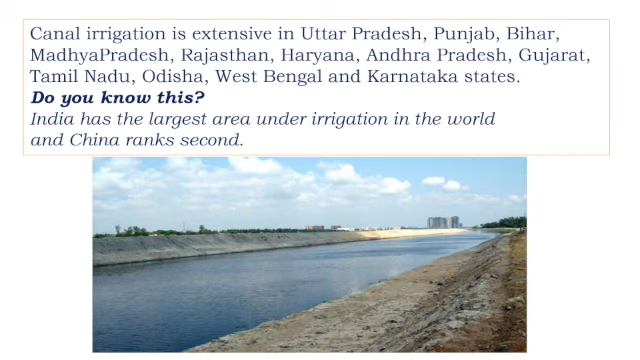 Canal irrigation is extensive in Uttar Pradesh, Punjab, Bihar,
MadhyaPradesh, Rajasthan, Haryana, Andhra Pradesh, Gujarat,
Tamil Nadu, Odisha, West Bengal and Karnataka states.
Do you know this?
India has the largest area under irrigation in the world
and China ranks second.